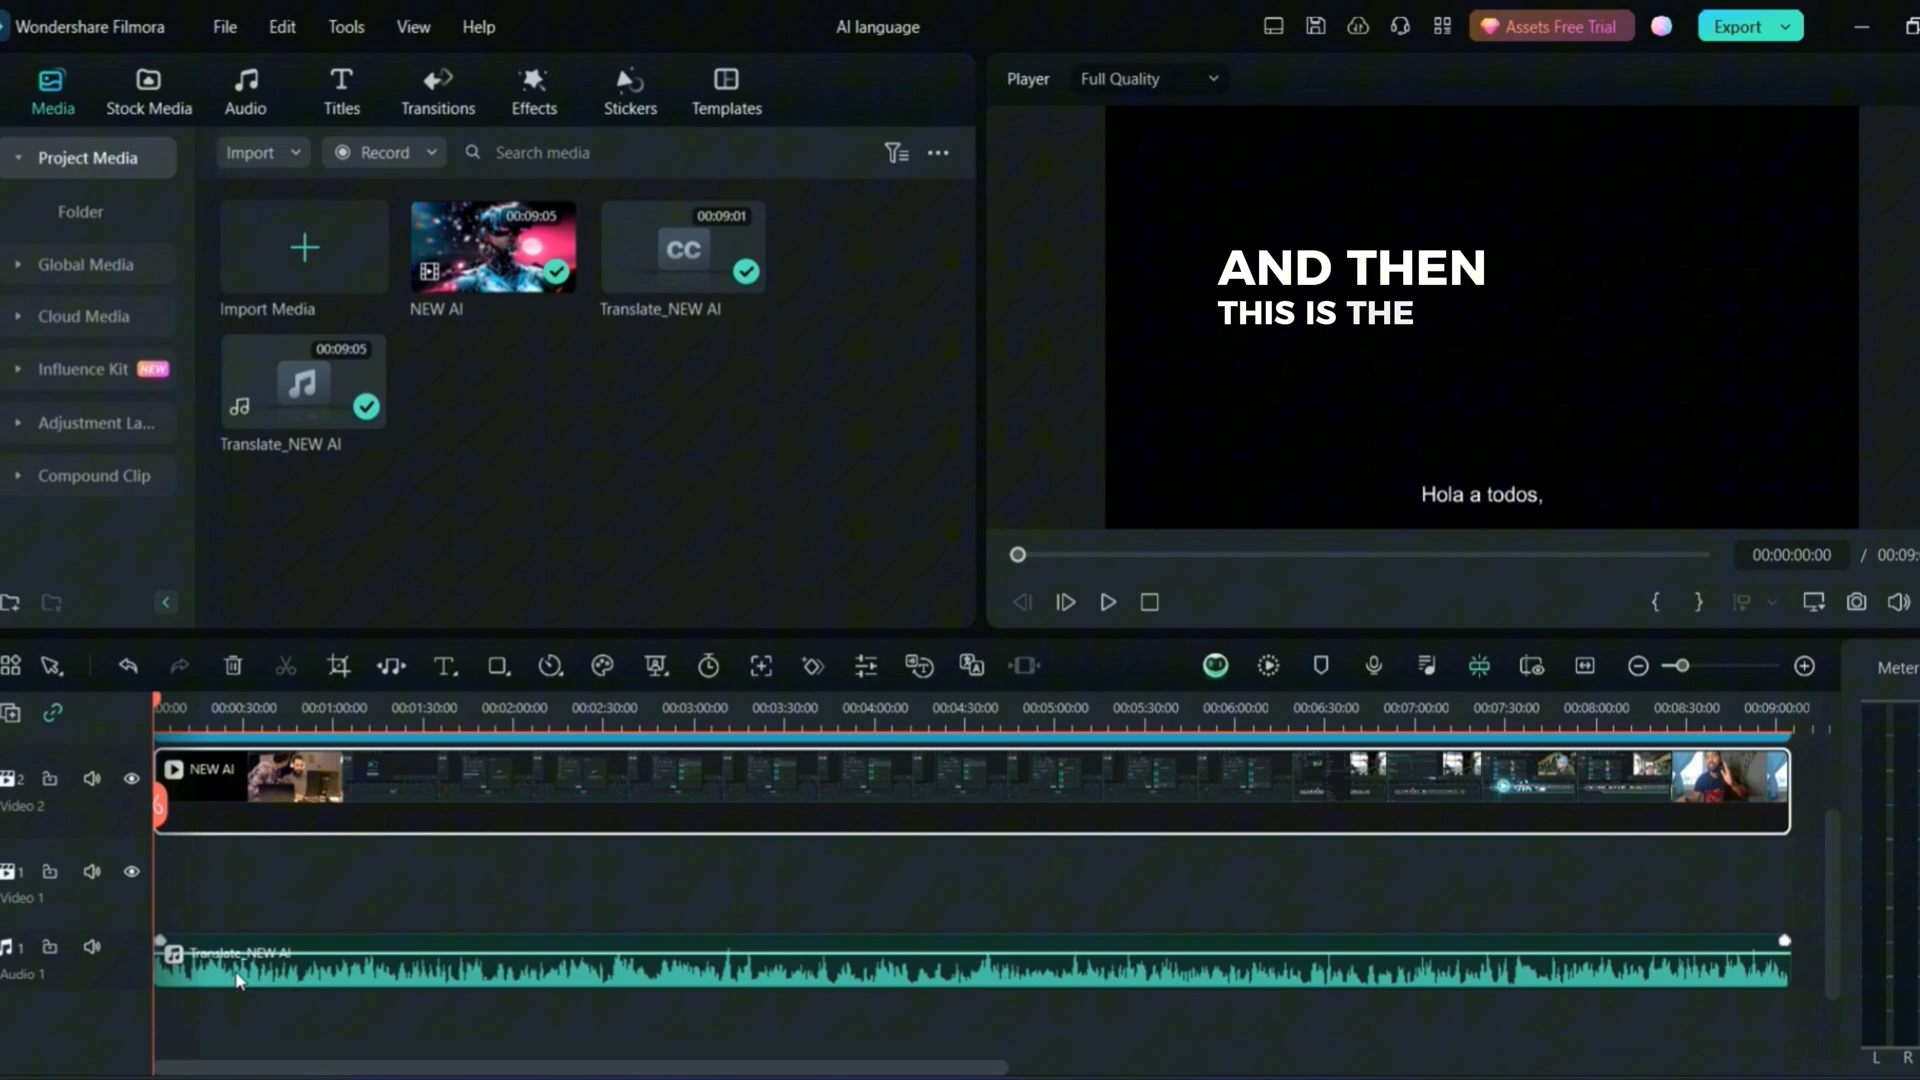 Wondershare Filmora
File
Edit
Tools
View
Help
AI language
Assets Free Trial
Export
Media
Stock Media
Audio
Titles
Transitions
Effects
Stickers
Templates
Player
Full Quality
Project Media
Import
Record
Search media
Folder
Global Media
Cloud Media
Influence Kit
NEW
Adjustment La...
Compound Clip
00:09:05
CC
00:09:01
Import Media
NEW AI
Translate_NEW AI
00:09:05
Translate_NEW AI
AND THEN
THIS IS THE
Hola a todos,
00:00:00:00
/ 00:09:
{ }
Meter
00:00
00:00:30:00
00:01:00:00
00:01:30:00
00:02:00:00
00:02:30:00
00:03:00:00
00:03:30:00
00:04:00:00
00:04:30:00
00:05:00:00
00:05:30:00
00:06:00:00
00:06:30:00
00:07:00:00
00:07:30:00
00:08:00:00
00:08:30:00
00:09:00:00
2
NEW AI
Video 2
1
Video 1
1
Translate_NEW AI
Audio 1
L R